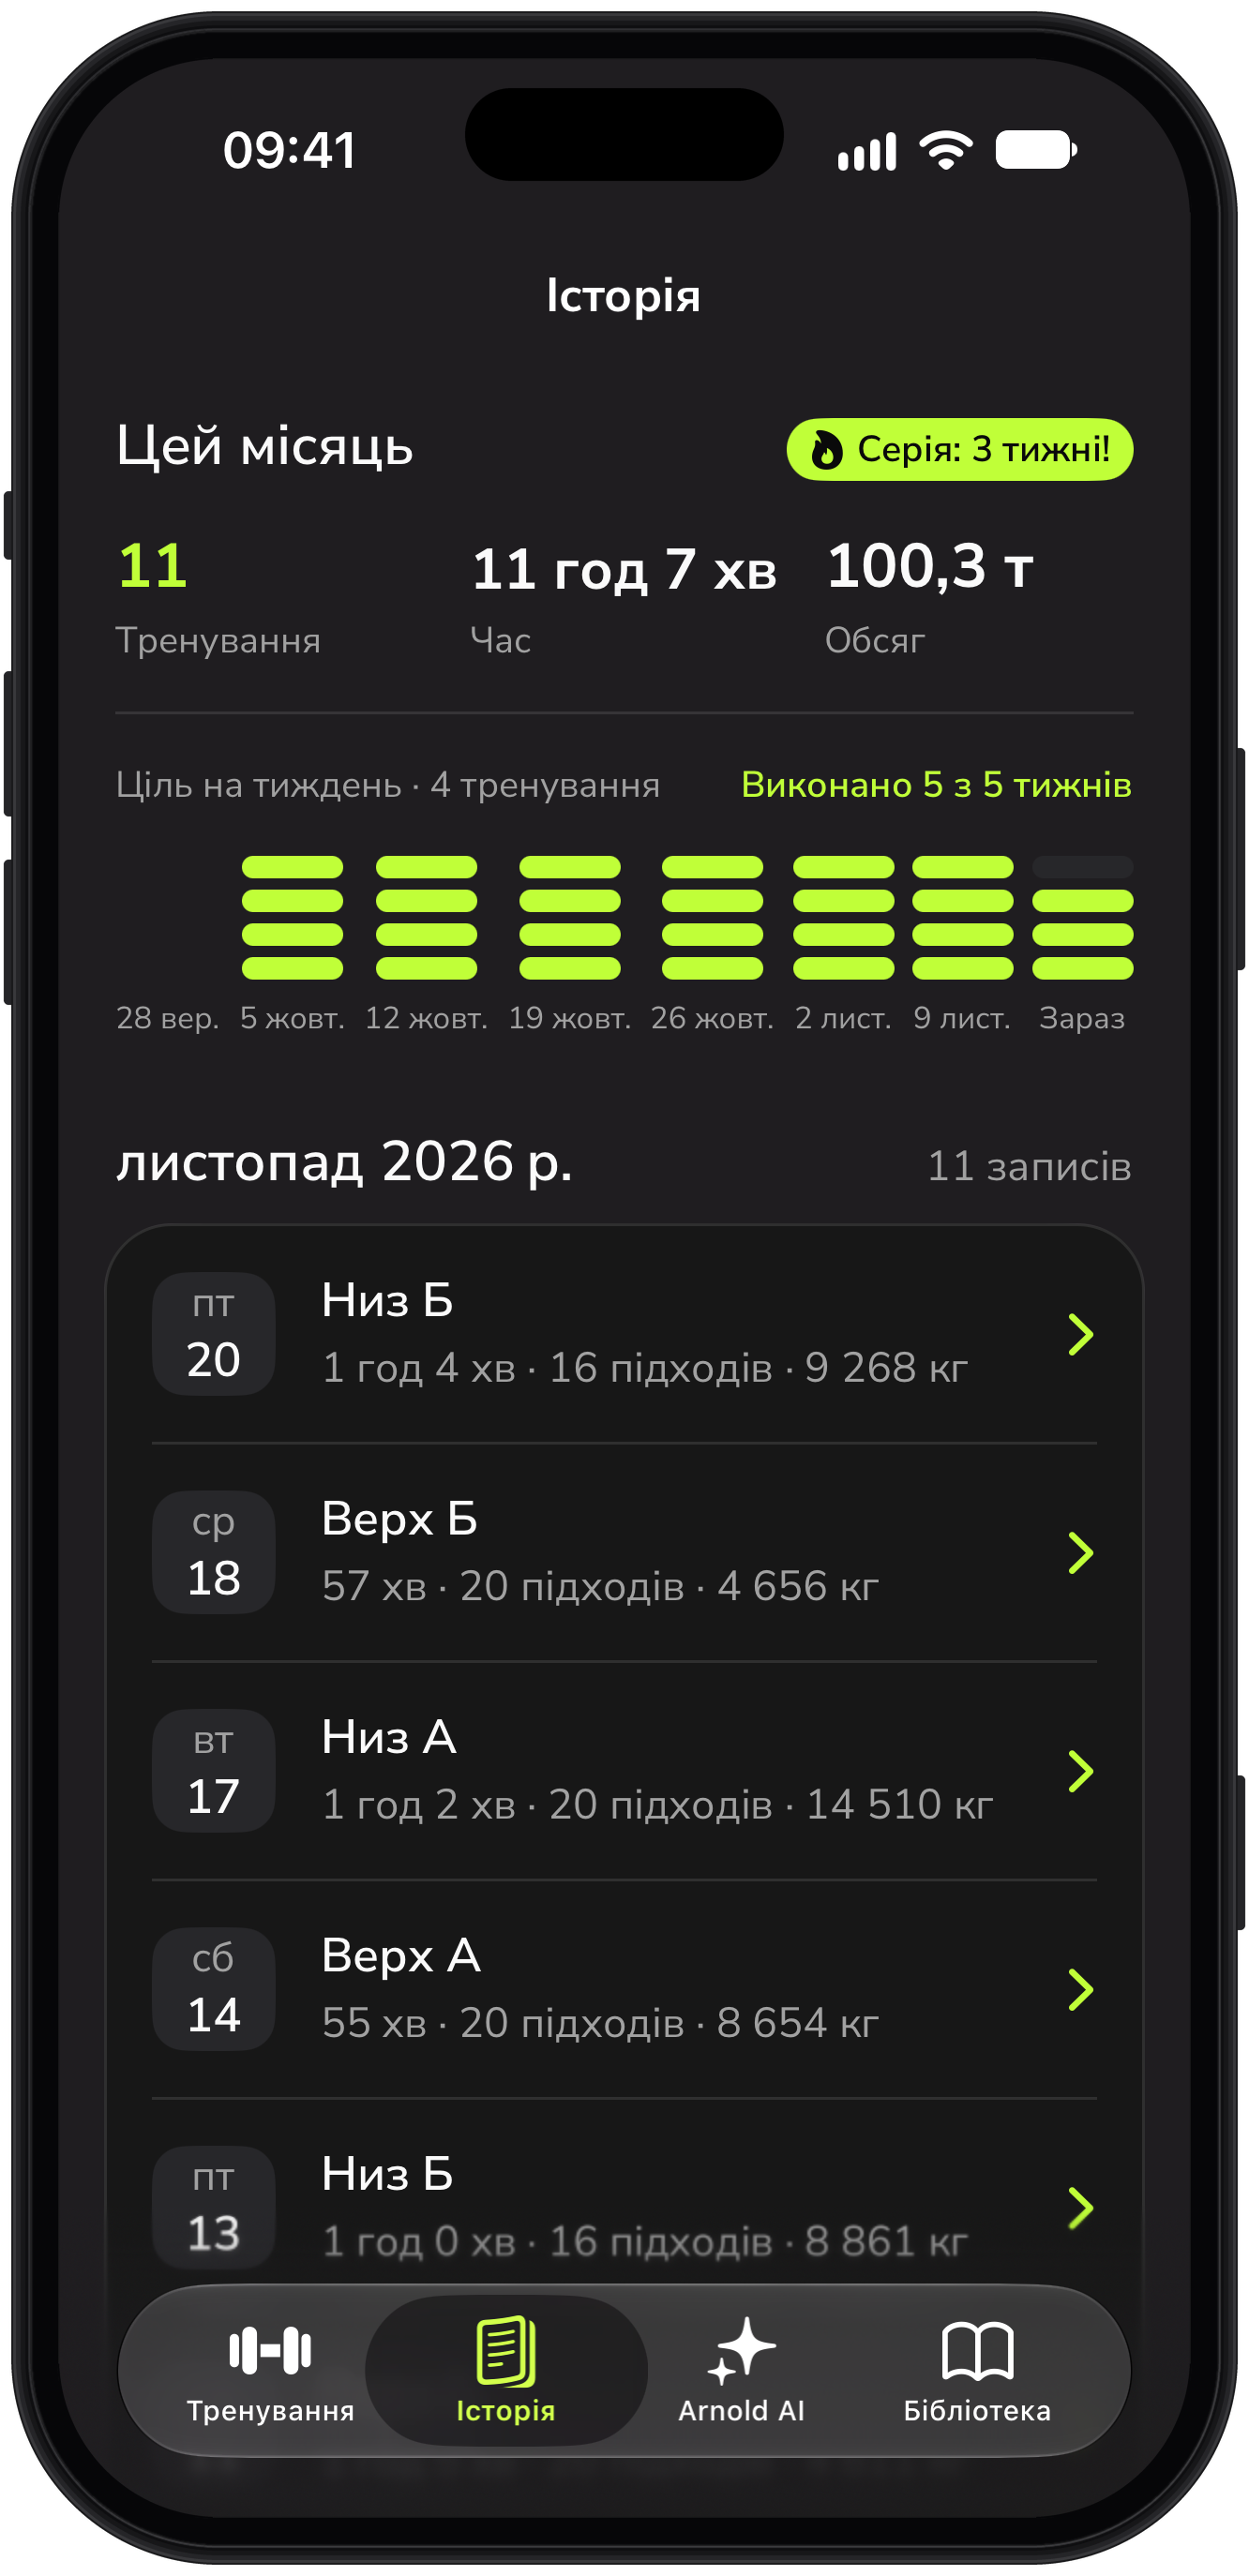 09:41
Історія
Цей місяць
Серія: 3 тижні!
11
11 год 7 хв
100,3 т
Тренування
Час
Обсяг
Ціль на тиждень · 4 тренування
Виконано 5 з 5 тижнів
28 вер. 5 жовт. 12 жовт. 19 жовт. 26 жовт. 2 лист. 9 лист. Зараз
листопад 2026 р.
11 записів
пт
20
Низ Б
1 год 4 хв · 16 підходів · 9 268 кг
ср
18
Верх Б
57 хв · 20 підходів · 4 656 кг
вт
17
Низ А
1 год 2 хв · 20 підходів · 14 510 кг
сб
14
Верх А
55 хв · 20 підходів · 8 654 кг
пт
13
Низ Б
1 год 0 хв · 16 підходів · 8 861 кг
Тренування
Історія
Arnold AI
Бібліотека